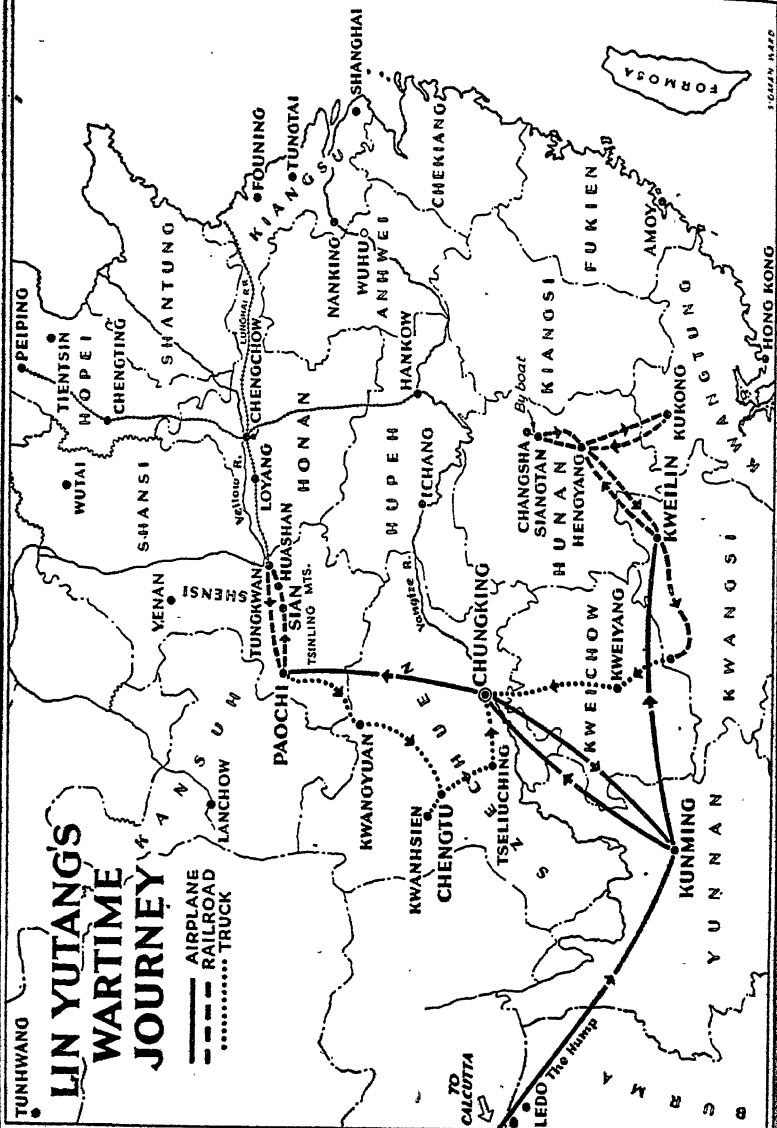 TUNHWANG
LIN YUTANG'S
WARTIME
JOURNEY
AIRPLANE
RAILROAD
TRUCK
KANSUH
LANCHOW
YENAN
SHENSI
WUTAI
SHANSI
PEIPING
TIENTSIN
HOPEI
CHENGTING
SHANTUNG
FOUNING
TUNGTAI
KIANGSU
SHANGHAI
LUNGHAI R.R.
CHENGCHOW
Yellow R.
LOYANG
HONAN
TUNGKWAN
HUASHAN
SIAN
TSINLING MTS.
PAOCHI
KWANGYUAN
KWANHSIEN
CHENGTU
TSELIUCHING
SZECHUEN
CHUNGKING
Yangtze R.
HUPEH
ICHANG
HANKOW
NANKING
WUHU
ANHWEI
CHEKIANG
By boat
CHANGSHA
SIANGTAN
HUNAN
HENGYANG
KIANGSI
FUKIEN
AMOY
FORMOSA
KWEICHOW
KWEIYANG
KWEILIN
KUKONG
KWANGTUNG
HONG KONG
KWANGSI
KUNMING
YUNNAN
TO
CALCUTTA
LEDO
The Hump
BURMA